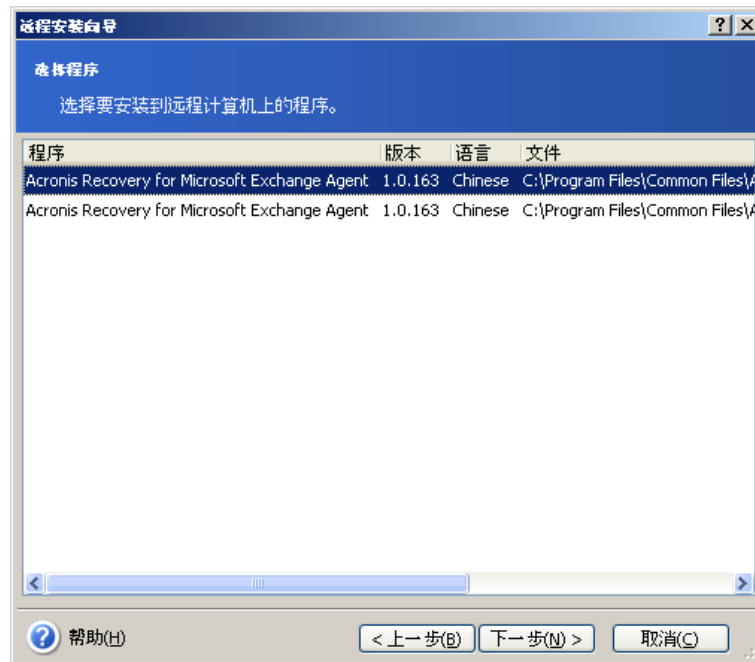 远程安装向导
选择程序
选择要安装到远程计算机上的程序。
程序 版本 语言 文件
Acronis Recovery for Microsoft Exchange Agent 1.0.163 Chinese C:\Program Files\Common Files\A
Acronis Recovery for Microsoft Exchange Agent 1.0.163 Chinese C:\Program Files\Common Files\A
帮助(H) < 上一步(B) 下一步(N) > 取消(C)